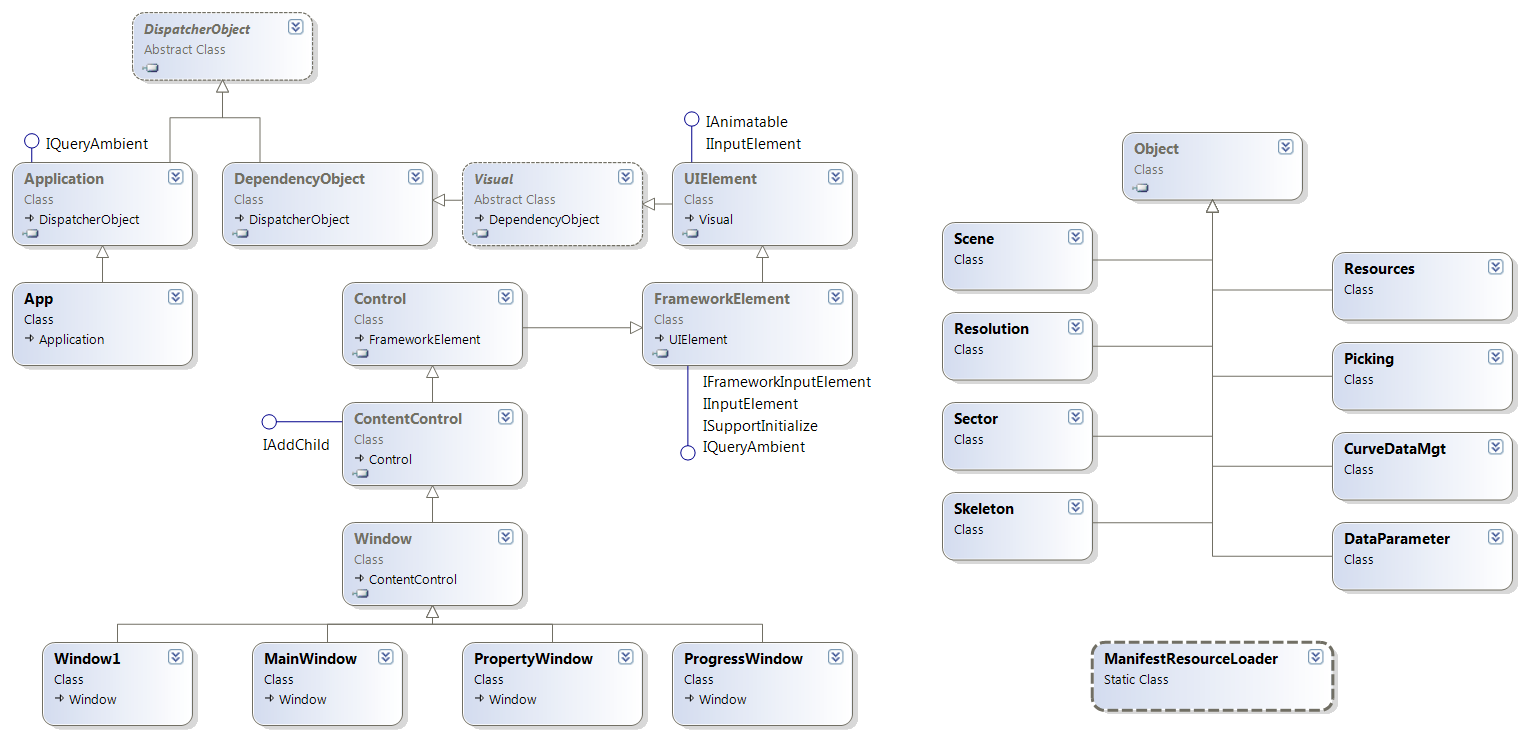 DispatcherObject
Abstract Class
IQueryAmbient
Application
Class
DispatcherObject
DependencyObject
Class
DispatcherObject
Visual
Abstract Class
DependencyObject
IAnimatable
IInputElement
UIElement
Class
Visual
App
Class
Application
Control
Class
FrameworkElement
FrameworkElement
Class
UIElement
IFrameworkInputElement
IInputElement
ISupportInitialize
IQueryAmbient
IAddChild
ContentControl
Class
Control
Window
Class
ContentControl
Window1
Class
Window
MainWindow
Class
Window
PropertyWindow
Class
Window
ProgressWindow
Class
Window
Object
Class
Scene
Class
Resolution
Class
Sector
Class
Skeleton
Class
Resources
Class
Picking
Class
CurveDataMgt
Class
DataParameter
Class
ManifestResourceLoader
Static Class